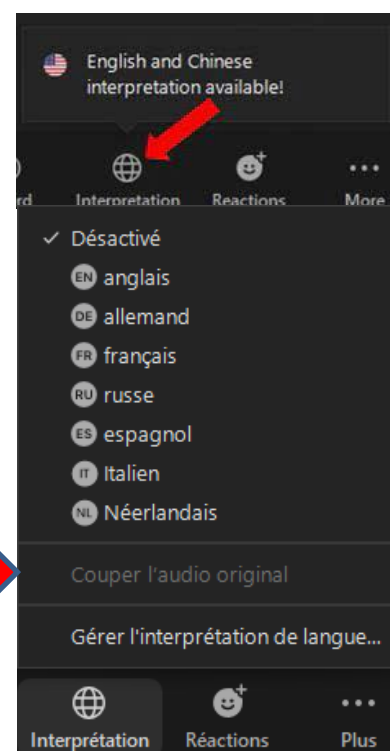 English and Chinese
interpretation available!
rd Interpretation Reactions More
Désactivé
EN anglais
DE allemand
FR français
RU russe
ES espagnol
IT Italien
NL Néerlandais
Couper l'audio original
Gérer l'interprétation de langue...
Interprétation Réactions Plus